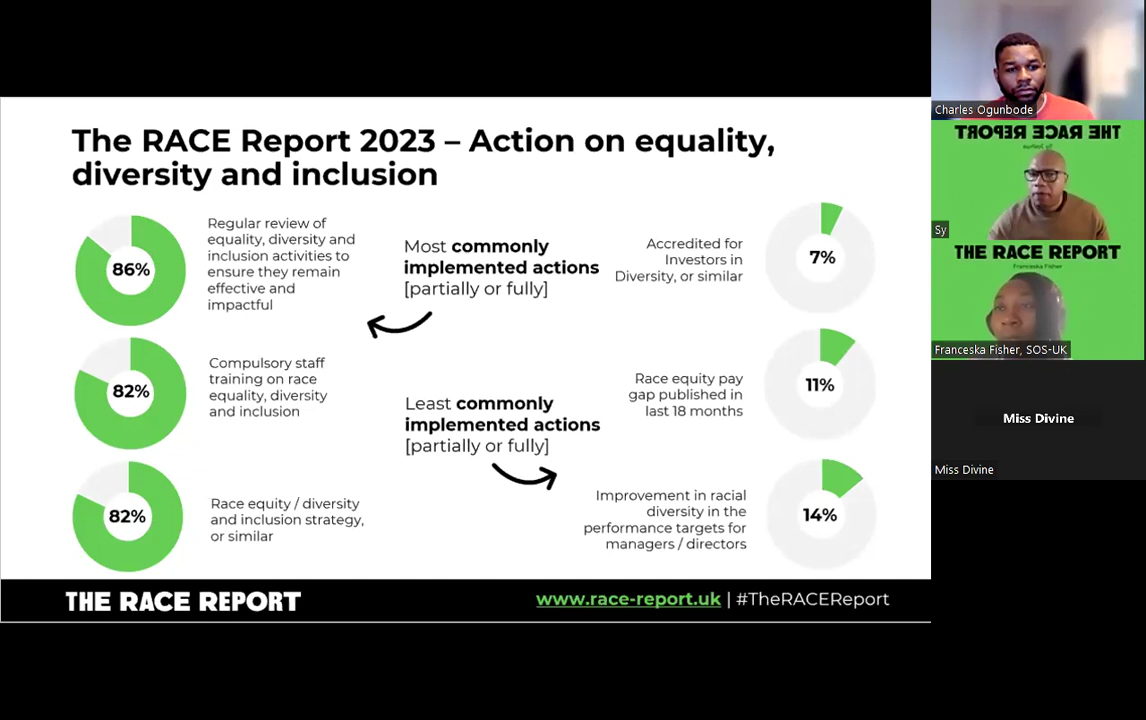 The RACE Report 2023 – Action on equality,
diversity and inclusion
86%
Regular review of
equality, diversity and
inclusion activities to
ensure they remain
effective and
impactful
82%
Compulsory staff
training on race
equality, diversity
and inclusion
82%
Race equity / diversity
and inclusion strategy,
or similar
Most commonly
implemented actions
[partially or fully]
Least commonly
implemented actions
[partially or fully]
Accredited for
Investors in
Diversity, or similar
7%
Race equity pay
gap published in
last 18 months
11%
Improvement in racial
diversity in the
performance targets for
managers / directors
14%
THE RACE REPORT
www.race-report.uk | #TheRACEReport
Charles Ogunbode
THE RACE REPORT
Sy
THE RACE REPORT
Franceska Fisher
Franceska Fisher, SOS-UK
Miss Divine
Miss Divine